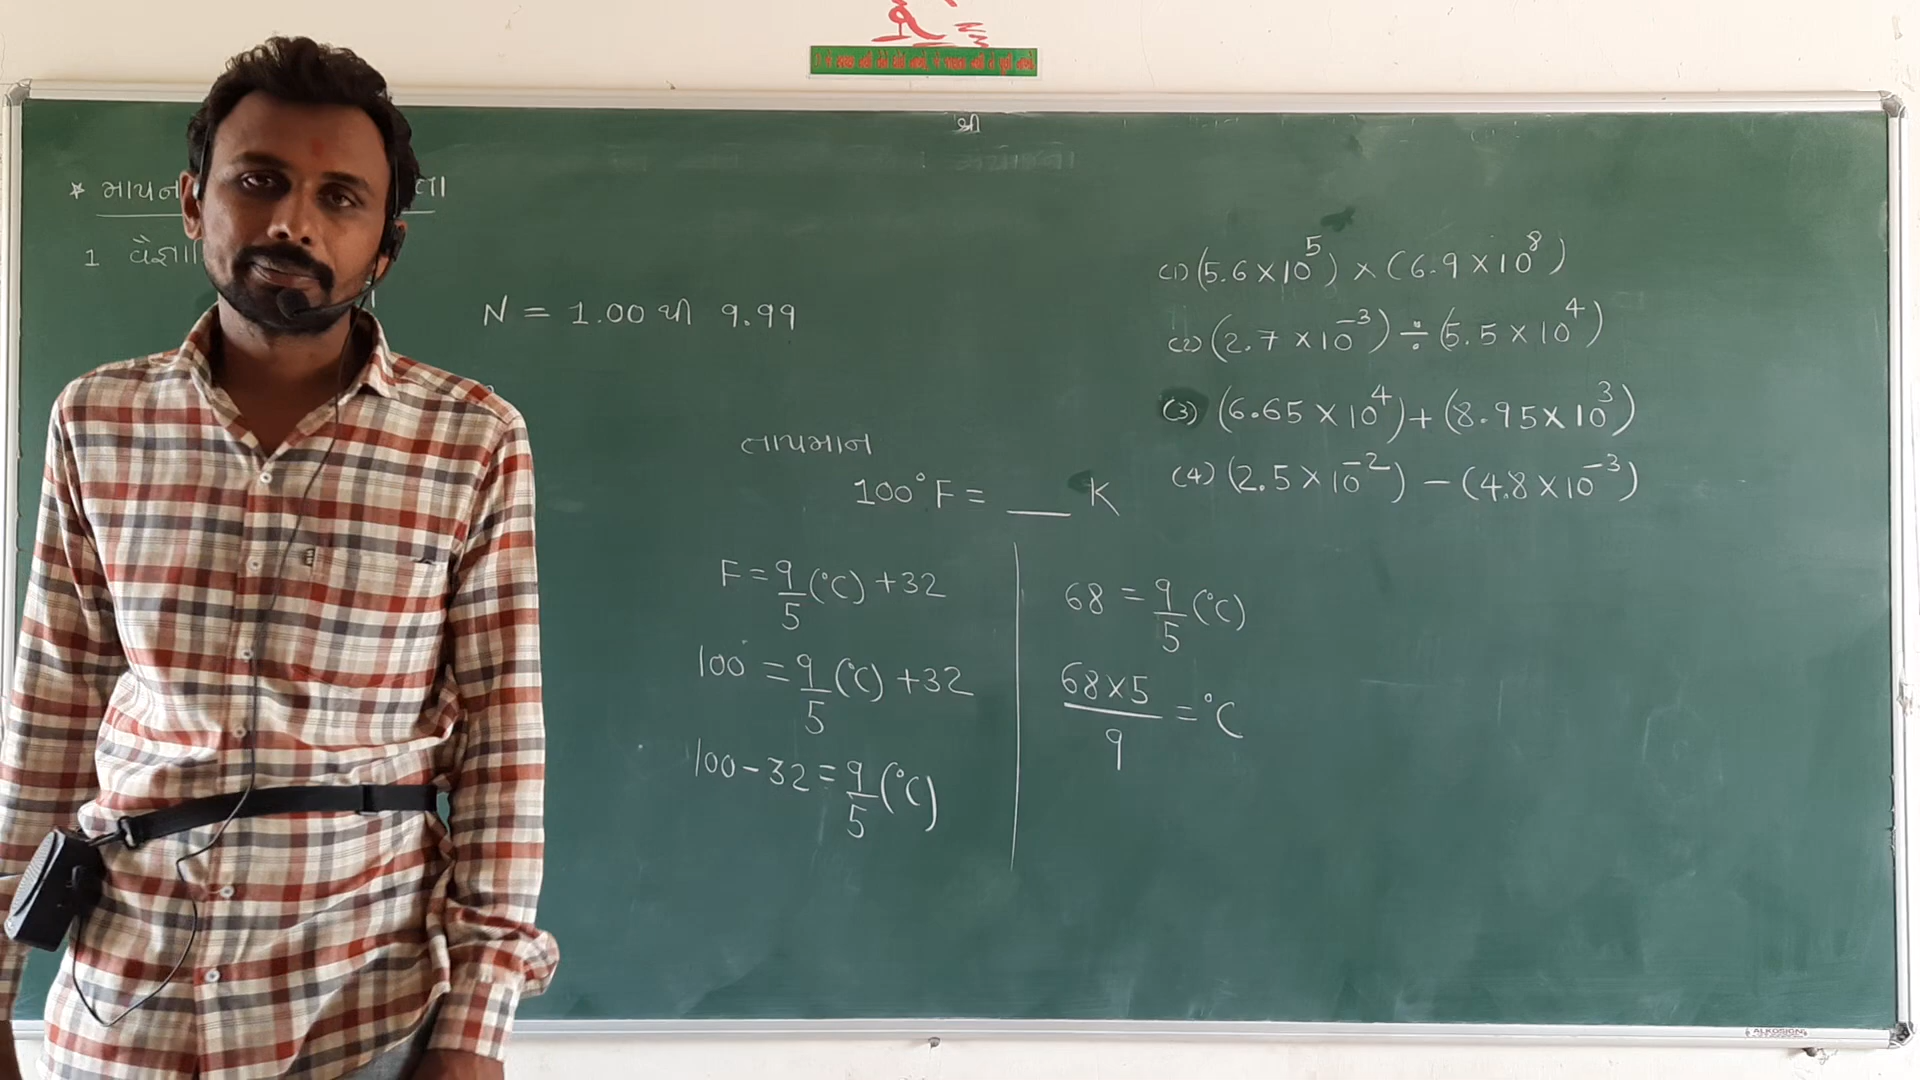 શ્રી
* માપન
1 વૈજ્ઞા
N = 1.00 થી 9.99
તાપમાન
100°F = ___ K
F = 9/5 (°C) + 32
100 = 9/5 (°C) + 32
100 - 32 = 9/5 (°C)
68 = 9/5 (°C)
68×5/9 = °C
(1) (5.6 × 10⁵) × (6.9 × 10⁸)
(2) (2.7 × 10⁻³) ÷ (5.5 × 10⁴)
(3) (6.65 × 10⁴) + (8.95 × 10³)
(4) (2.5 × 10⁻²) - (4.8 × 10⁻³)
ALKOSIGN